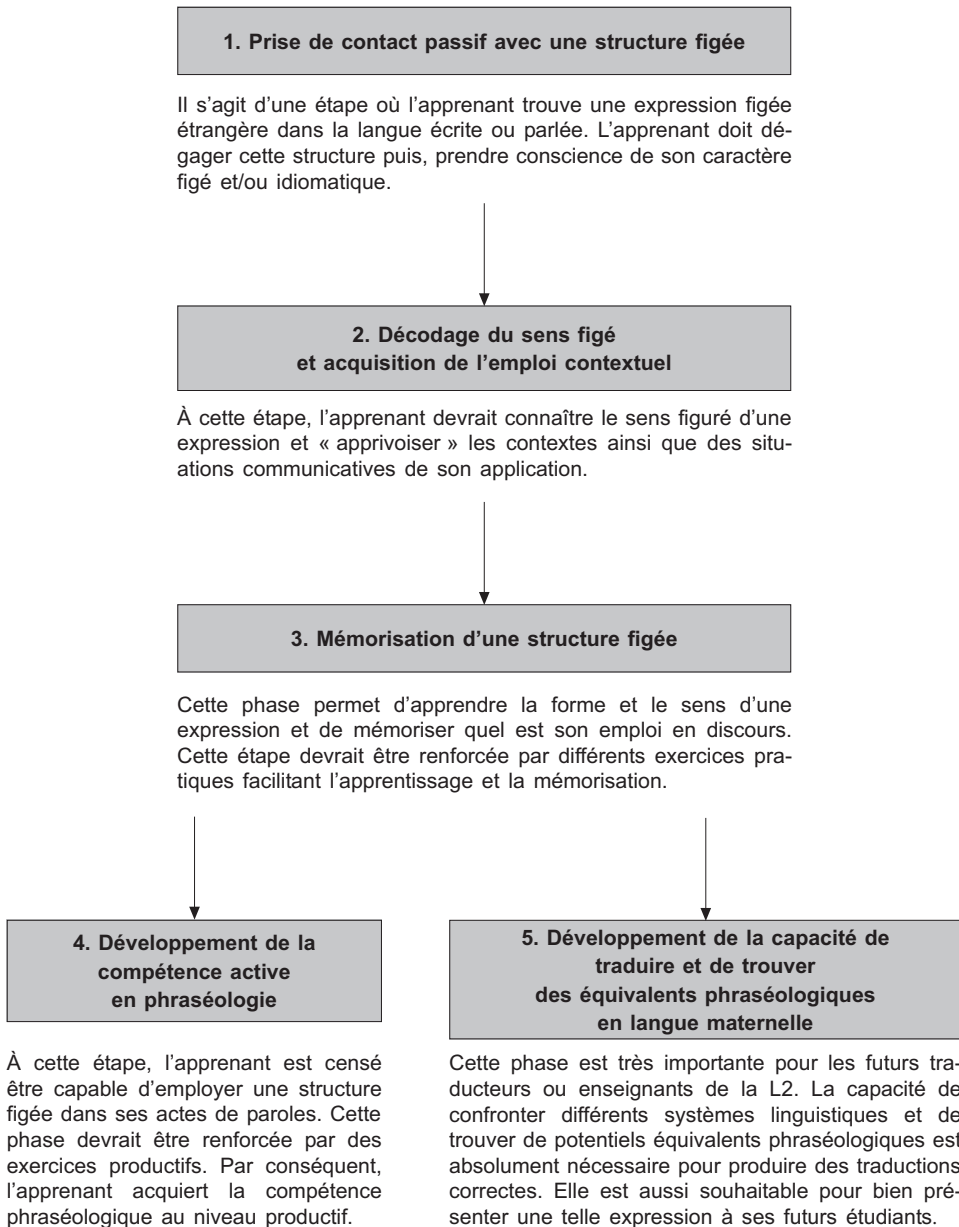 1. Prise de contact passif avec une structure figée
Il s’agit d’une étape où l’apprenant trouve une expression figée
étrangère dans la langue écrite ou parlée. L’apprenant doit dé-
gager cette structure puis, prendre conscience de son caractère
figé et/ou idiomatique.
2. Décodage du sens figé
et acquisition de l’emploi contextuel
À cette étape, l’apprenant devrait connaître le sens figuré d’une
expression et « apprivoiser » les contextes ainsi que des situ-
ations communicatives de son application.
3. Mémorisation d’une structure figée
Cette phase permet d’apprendre la forme et le sens d’une
expression et de mémoriser quel est son emploi en discours.
Cette étape devrait être renforcée par différents exercices pra-
tiques facilitant l’apprentissage et la mémorisation.
4. Développement de la
compétence active
en phraséologie
À cette étape, l’apprenant est censé
être capable d’employer une structure
figée dans ses actes de paroles. Cette
phase devrait être renforcée par des
exercices productifs. Par conséquent,
l’apprenant acquiert la compétence
phraséologique au niveau productif.
5. Développement de la capacité de
traduire et de trouver
des équivalents phraséologiques
en langue maternelle
Cette phase est très importante pour les futurs tra-
ducteurs ou enseignants de la L2. La capacité de
confronter différents systèmes linguistiques et de
trouver de potentiels équivalents phraséologiques est
absolument nécessaire pour produire des traductions
correctes. Elle est aussi souhaitable pour bien pré-
senter une telle expression à ses futurs étudiants.